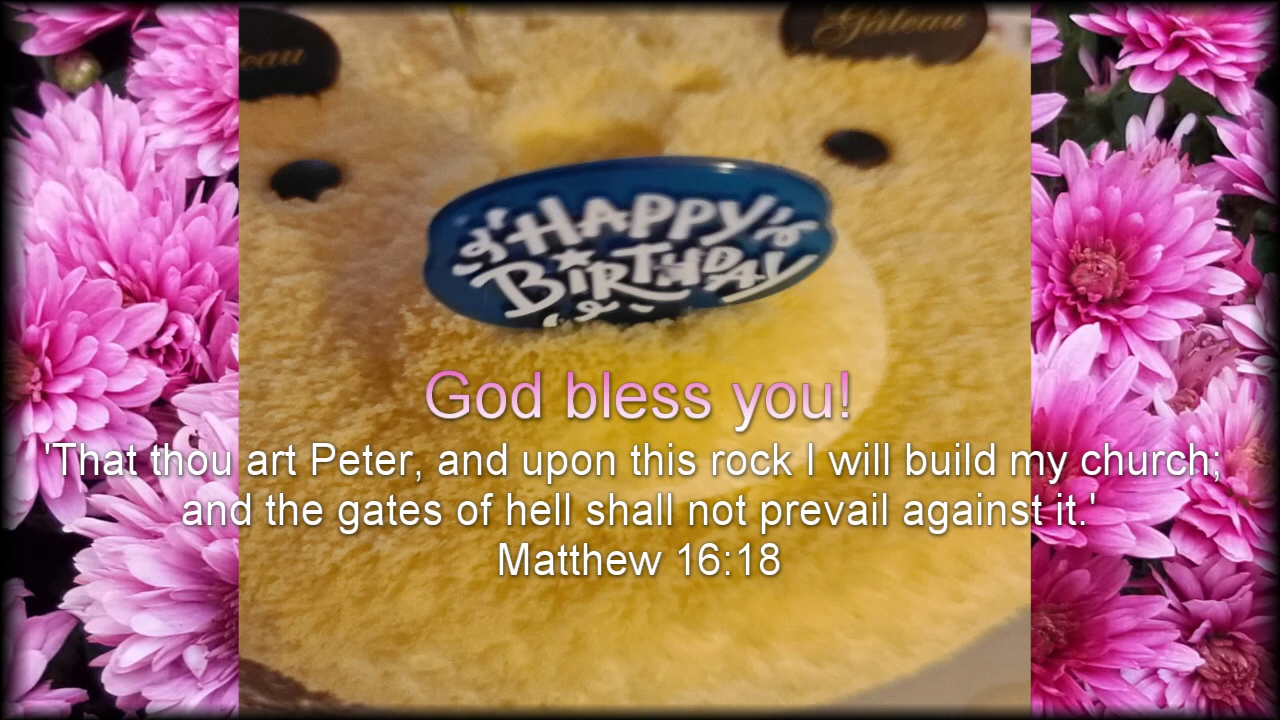 eau
Gâteau
HAPPY
BIRTHDAY
God bless you!
'That thou art Peter, and upon this rock I will build my church;
and the gates of hell shall not prevail against it.'
Matthew 16:18